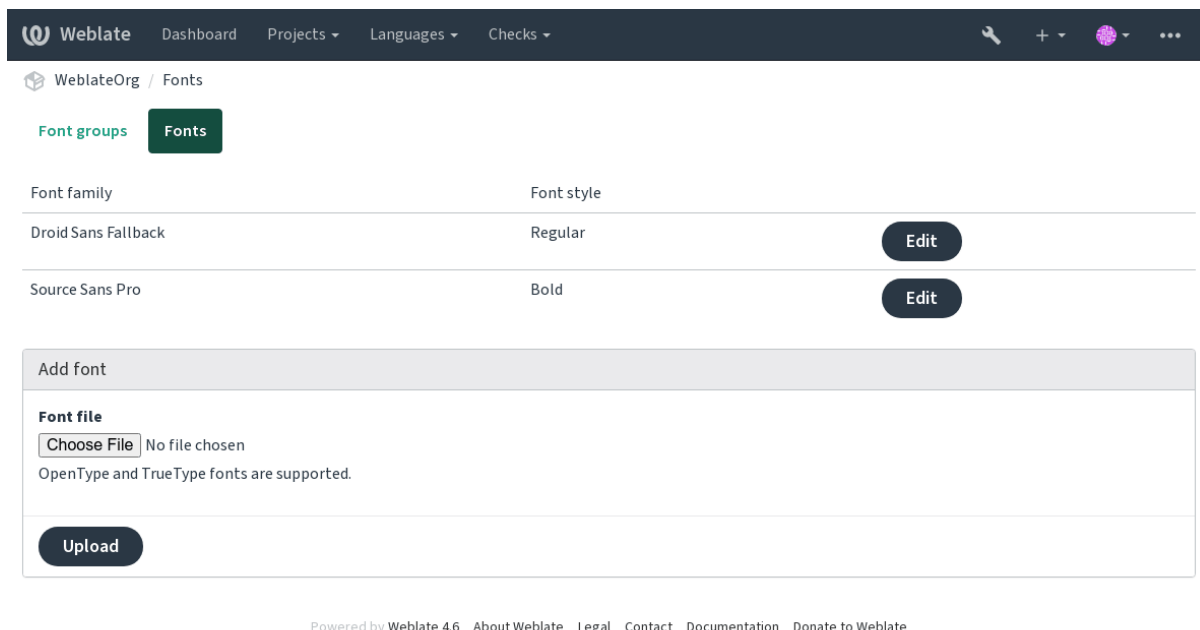 Weblate Dashboard Projects Languages Checks
WeblateOrg / Fonts
Font groups Fonts
Font family Font style
Droid Sans Fallback Regular Edit
Source Sans Pro Bold Edit
Add font
Font file
Choose File No file chosen
OpenType and TrueType fonts are supported.
Upload
Powered by Weblate 4.6 About Weblate Legal Contact Documentation Donate to Weblate